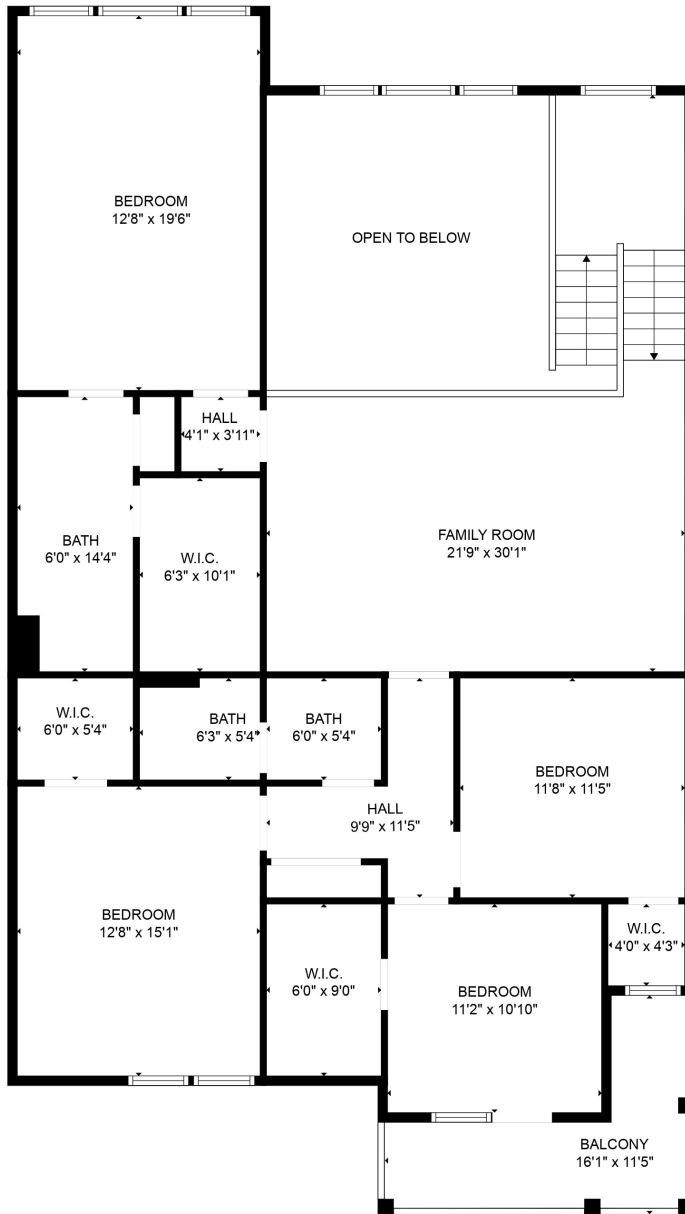 BEDROOM
12'8" x 19'6"
OPEN TO BELOW
HALL
4'1" x 3'11"
BATH
6'0" x 14'4"
W.I.C.
6'3" x 10'1"
FAMILY ROOM
21'9" x 30'1"
W.I.C.
6'0" x 5'4"
BATH
6'3" x 5'4"
BATH
6'0" x 5'4"
BEDROOM
11'8" x 11'5"
HALL
9'9" x 11'5"
BEDROOM
12'8" x 15'1"
W.I.C.
4'0" x 4'3"
W.I.C.
6'0" x 9'0"
BEDROOM
11'2" x 10'10"
BALCONY
16'1" x 11'5"